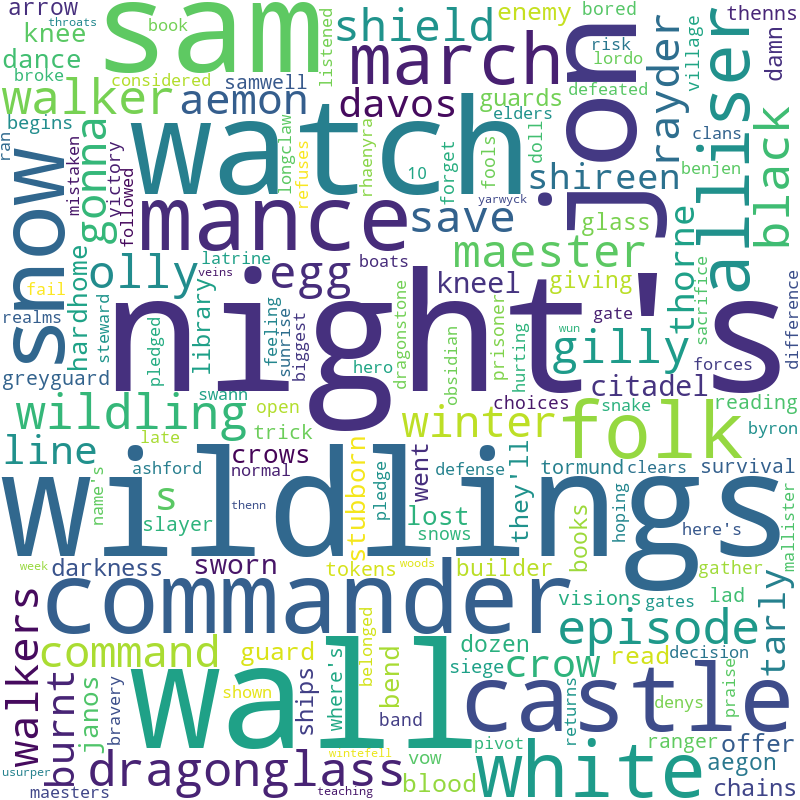 arrow
throats
sam
shield
enemy
bored
thenns
knee
book
march
on
risk
rayder
damn
dance
listened
lordo
village
broke
considered
samwell
guards
defeated
alliser
walker
aemon
davos
elders
black
begins
watch
longclaw
refuses
rhaenyra
10
forget
fools
doll
clans
ran
snow
gonna
mistaken
victory
followed
yarwyck
shireen
benjen
j
mance
save
maester
glass
thorne
sacrifice
olly
latrine
egg
boats
kneel
giving
fail
hardhome
library
veins
night's
gate
difference
realms
steward
pledged
feeling
sunrise
biggest
dragonstone
obsidian
prisoner
hurting
wun
gilly
forces
greyguard
swann
hero
citadel
wildling
open
choices
snake
reading
winter
folk
byron
line
late
trick
crows
went
they'll
name's
s
ashford
normal
stubborn
pledge
defense
tormund
clears
survival
wildlings
slayer
thenn
lost
snows
books
hoping
here's
mallister
week
darkness
sworn
tokens
woods
builder
gather
walkers
commander
belonged
visions
gates
lad
tarly
command
guard
where's
bend
dozen
episode
decision
burnt
janos
bravery
wall
shown
ships
siege
crow
read
praise
castle
denys
band
vow
pivot
returns
ranger
offer
usurper
dragonglass
wintefell
blood
white
aegon
maesters
teaching
chains